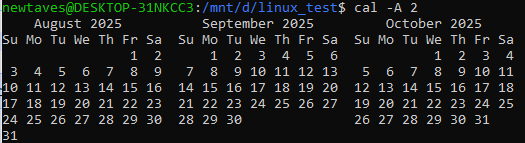 newtaves@DESKTOP-31NKCC3:/mnt/d/linux_test$ cal -A 2
    August 2025          September 2025         October 2025
Su Mo Tu We Th Fr Sa  Su Mo Tu We Th Fr Sa  Su Mo Tu We Th Fr Sa
                1  2      1  2  3  4  5  6            1  2  3  4
 3  4  5  6  7  8  9   7  8  9 10 11 12 13   5  6  7  8  9 10 11
10 11 12 13 14 15 16  14 15 16 17 18 19 20  12 13 14 15 16 17 18
17 18 19 20 21 22 23  21 22 23 24 25 26 27  19 20 21 22 23 24 25
24 25 26 27 28 29 30  28 29 30              26 27 28 29 30 31
31